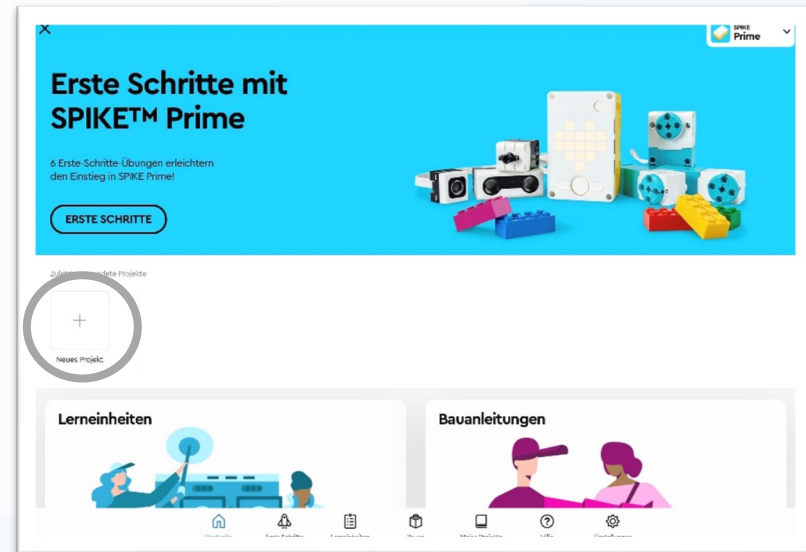 SPIKE
Prime
Erste Schritte mit
SPIKE™ Prime
6 Erste-Schritte-Übungen erleichtern
den Einstieg in SPIKE Prime!
ERSTE SCHRITTE
Projekte
Neues Projekt
Lerneinheiten
Bauanleitungen